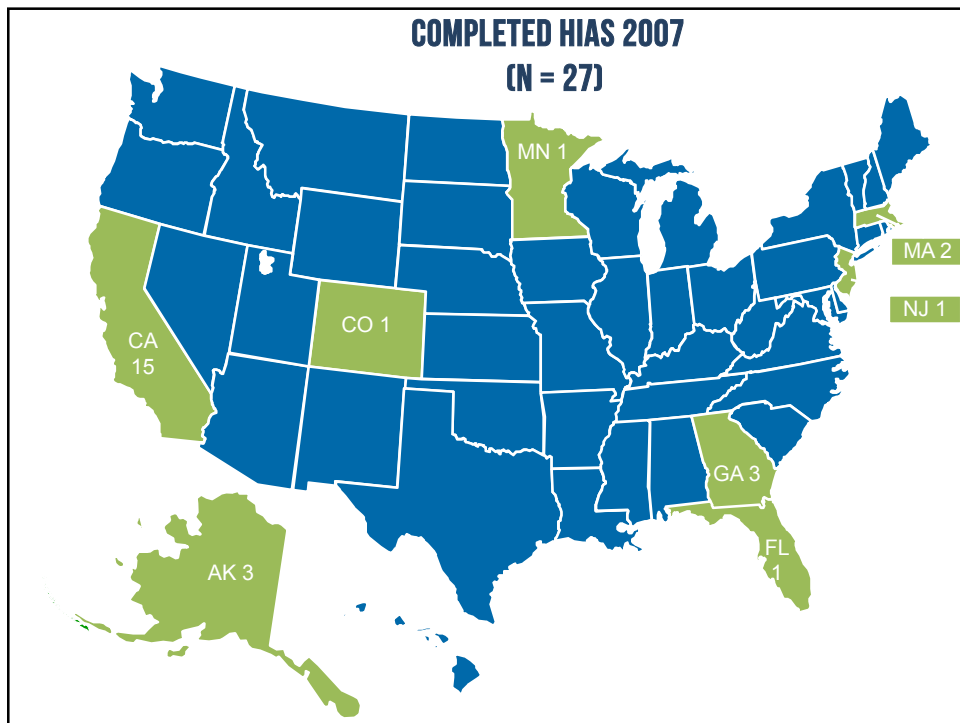 COMPLETED HIAS 2007
(N = 27)
MN 1
MA 2
NJ 1
CO 1
CA
15
GA 3
FL
1
AK 3